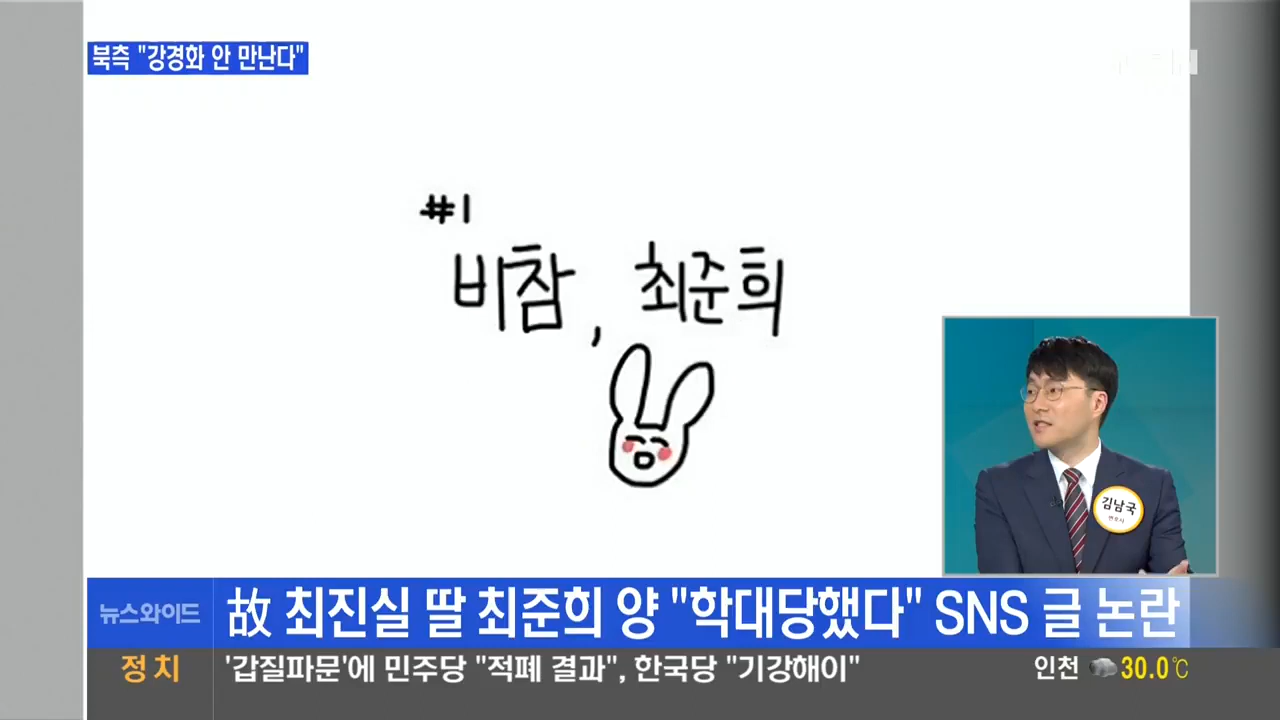 북측 "강경화 안 만난다"
#1
비참, 최준희
김남국
변호사
뉴스와이드
故 최진실 딸 최준희 양 "학대당했다" SNS 글 논란
정치
'갑질파문'에 민주당 "적폐 결과", 한국당 "기강해이"
인천 30.0℃